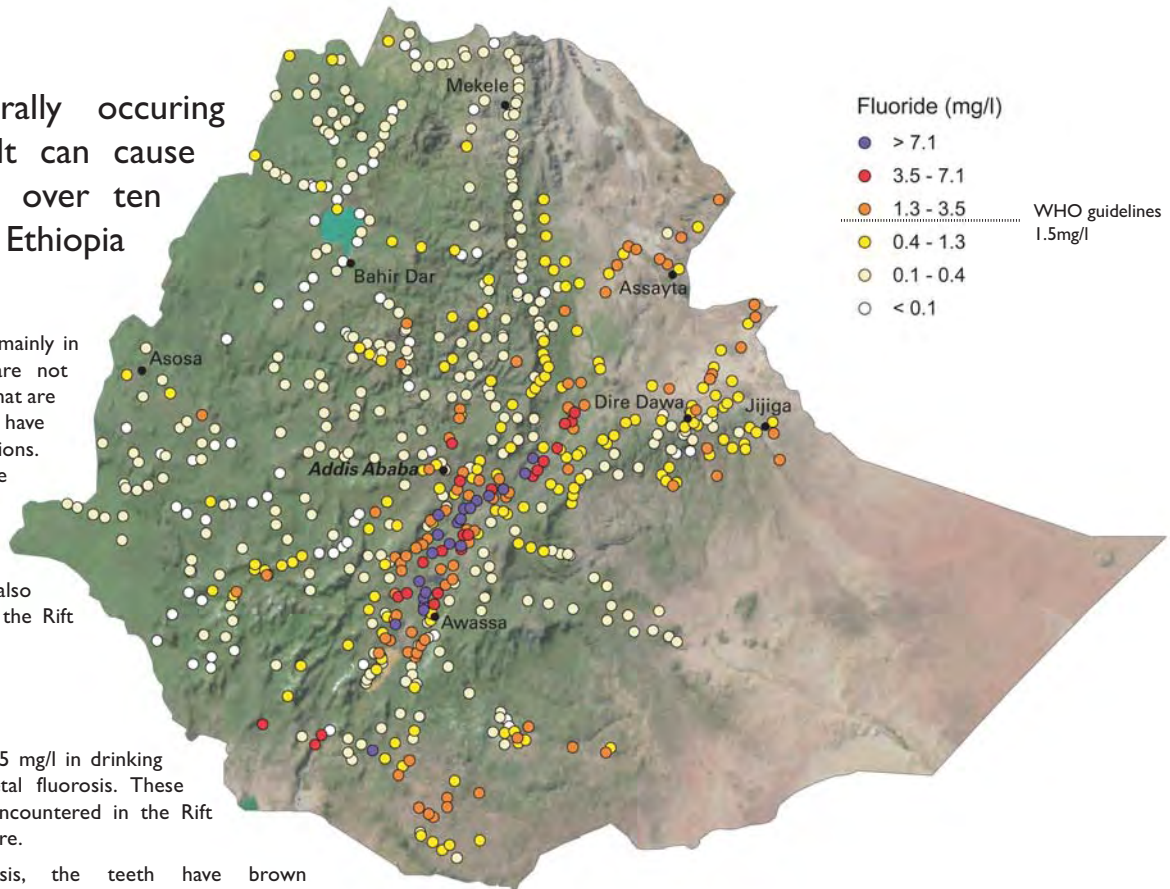 rally occuring
It can cause
over ten
Ethiopia
mainly in
are not
that are
have
tions.
e
also
the Rift
5 mg/l in drinking
tal fluorosis. These
ncountered in the Rift
re.
sis, the teeth have brown
Mekele
Bahir Dar
Assayta
Asosa
Dire Dawa
Jijiga
Addis Ababa
Awassa
Fluoride (mg/l)
> 7.1
3.5 - 7.1
1.3 - 3.5
WHO guidelines
1.5mg/l
0.4 - 1.3
0.1 - 0.4
< 0.1